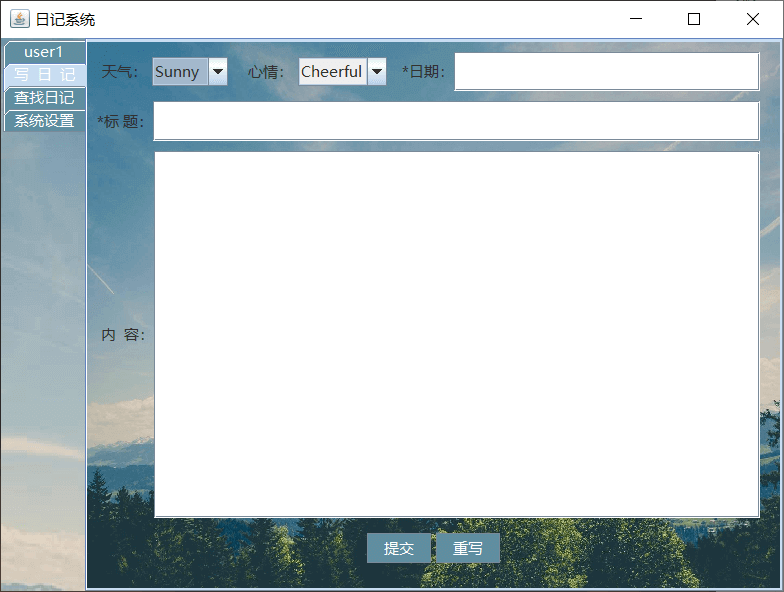 日记系统
user1
写 日 记
查找日记
系统设置
天气： Sunny 心情： Cheerful *日期：
*标 题：
内 容：
提交 重写